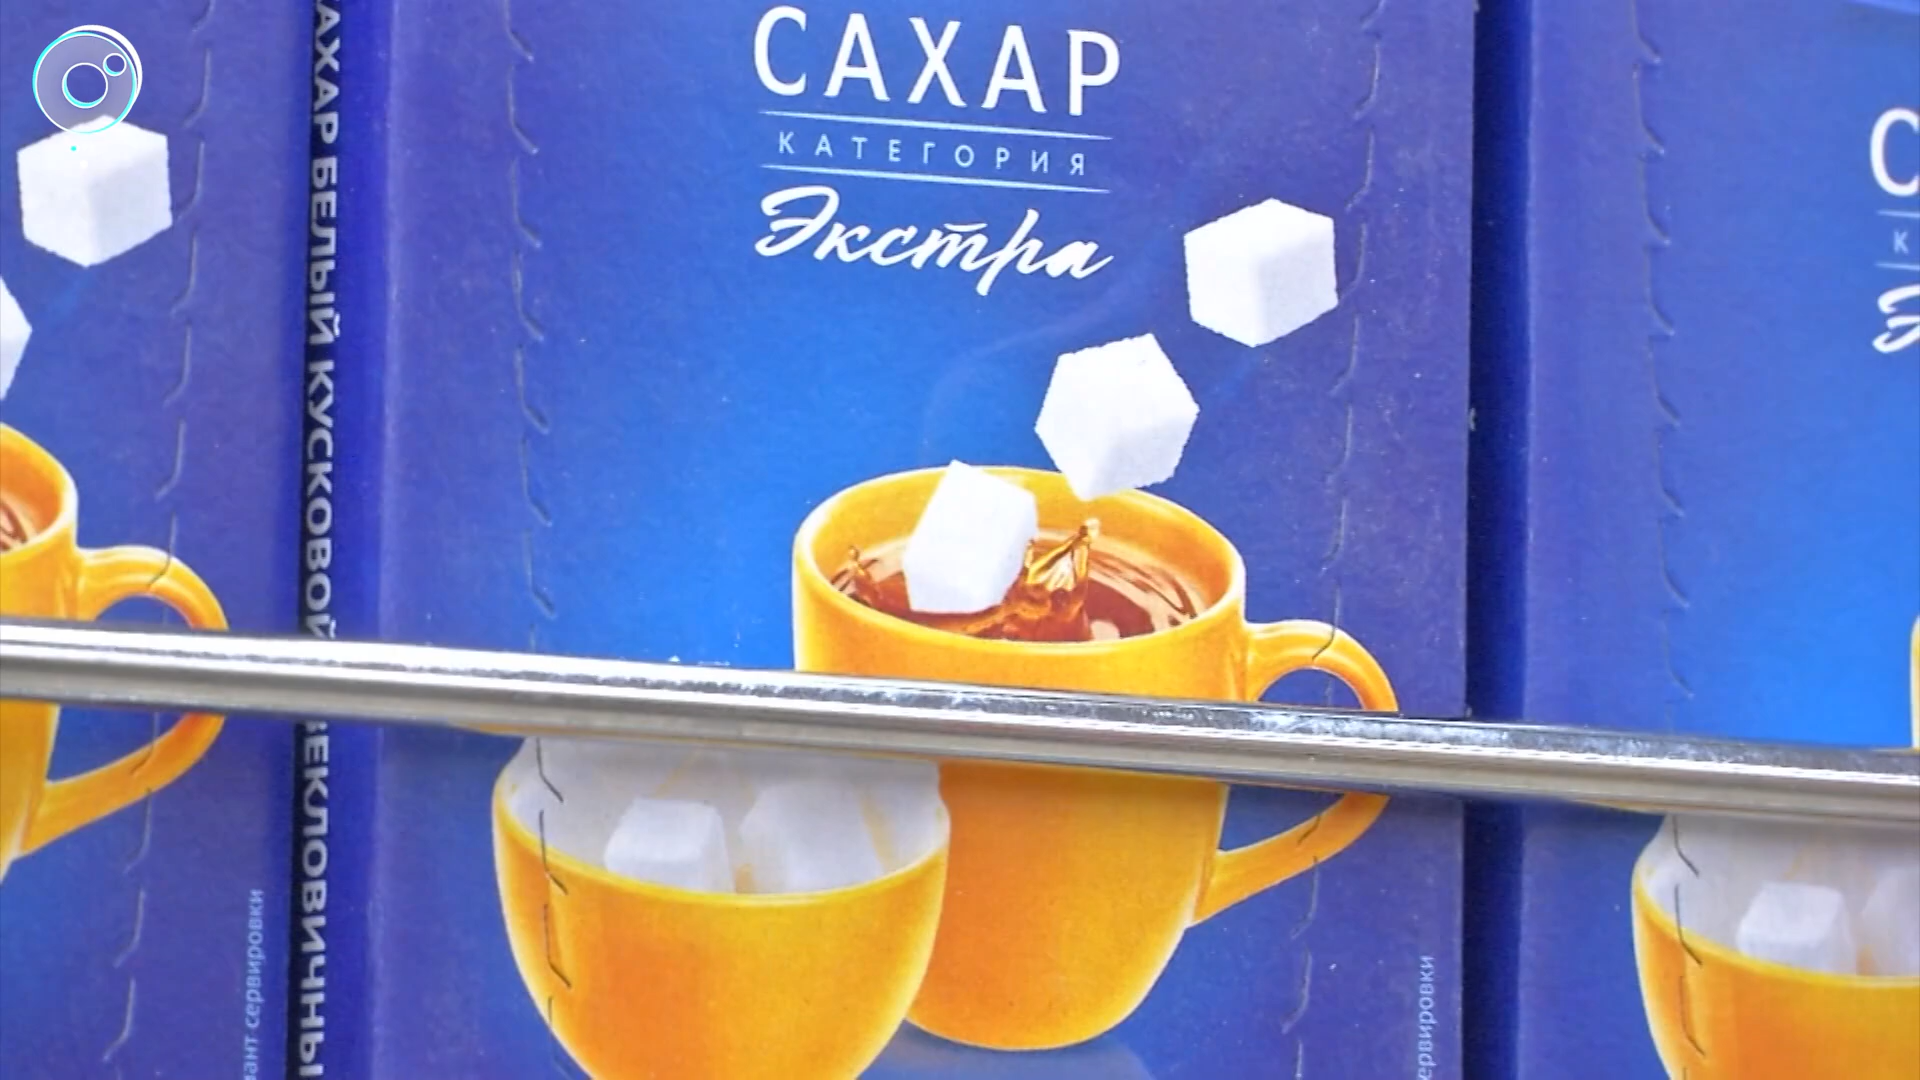 САХАР
КАТЕГОРИЯ
Экстра
САХАР БЕЛЫЙ КУСКОВОЙ
сервировки